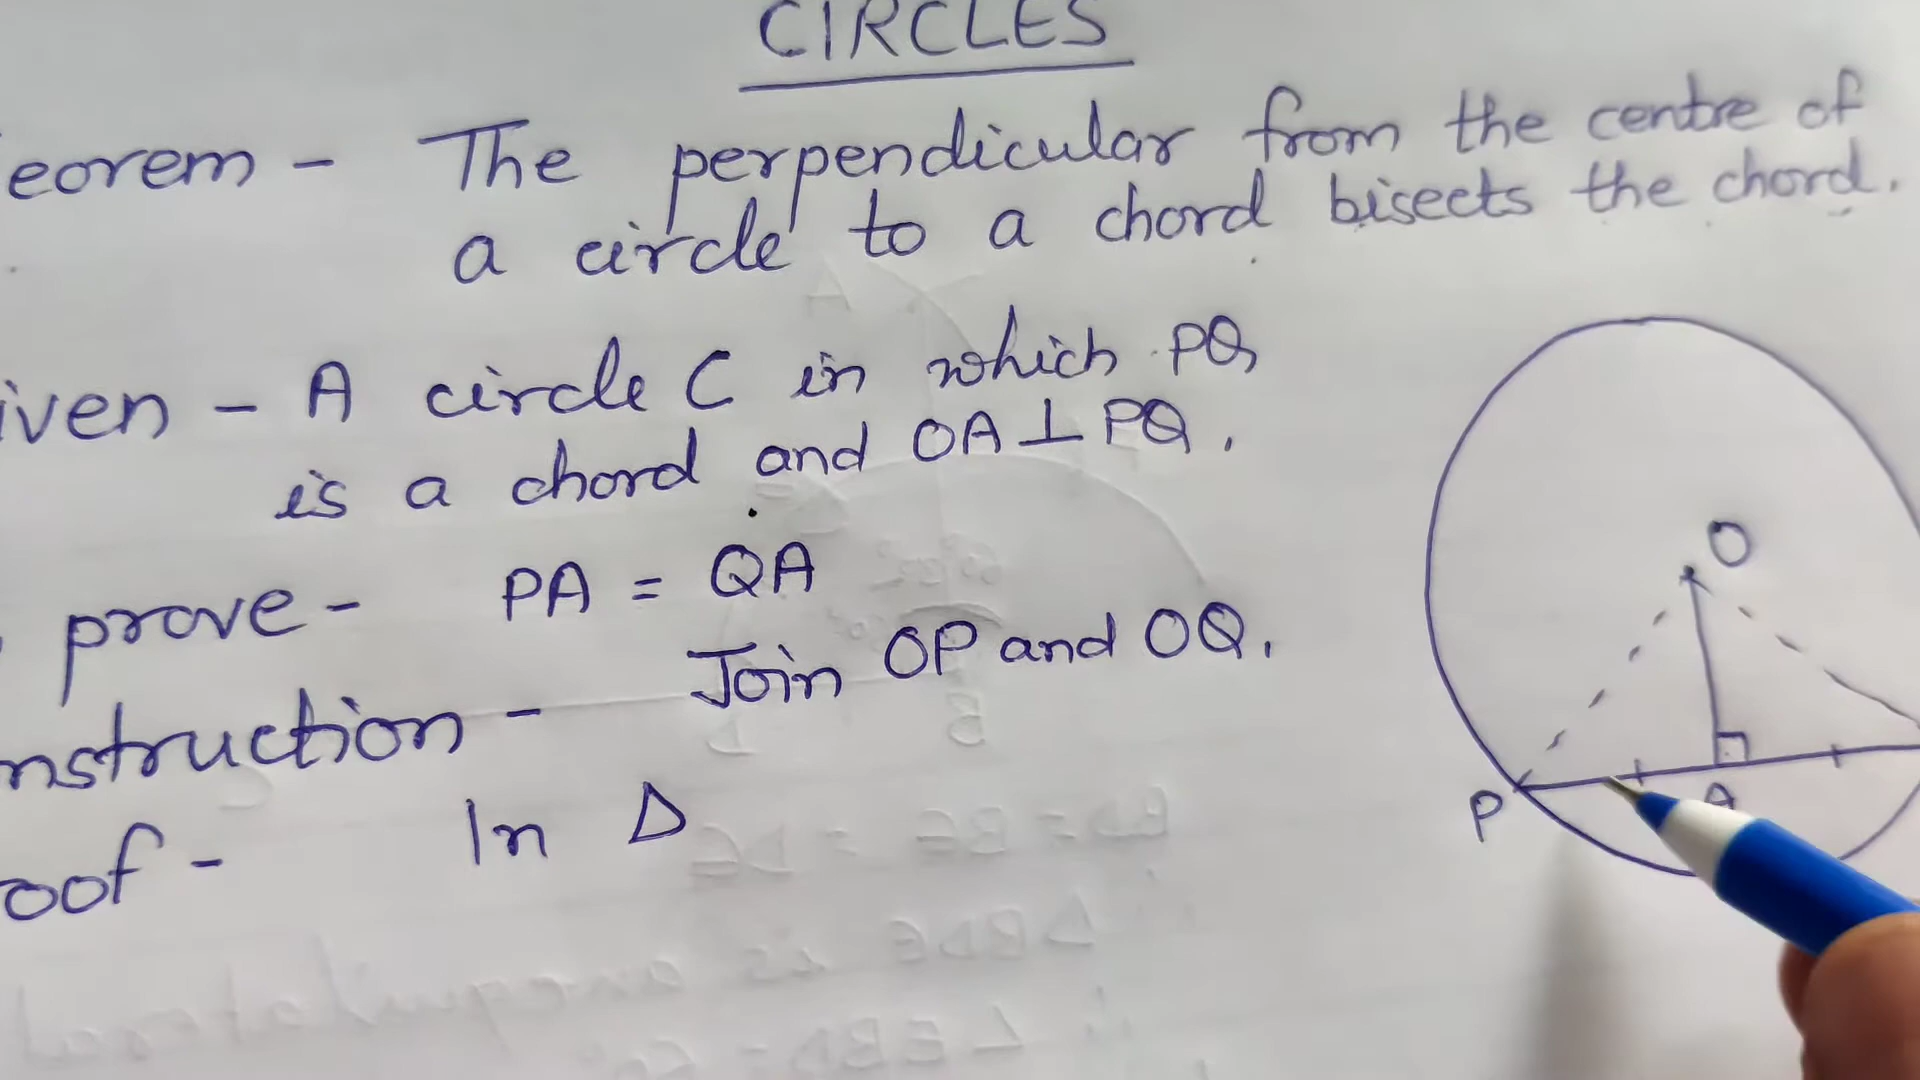 CIRCLES
eorem - The perpendicular from the centre of
a circle to a chord bisects the chord.
iven - A circle C in which PQ
is a chord and OA ⊥ PQ.
prove - PA = QA
nstruction - Join OP and OQ.
oof - In Δ
O
P
A